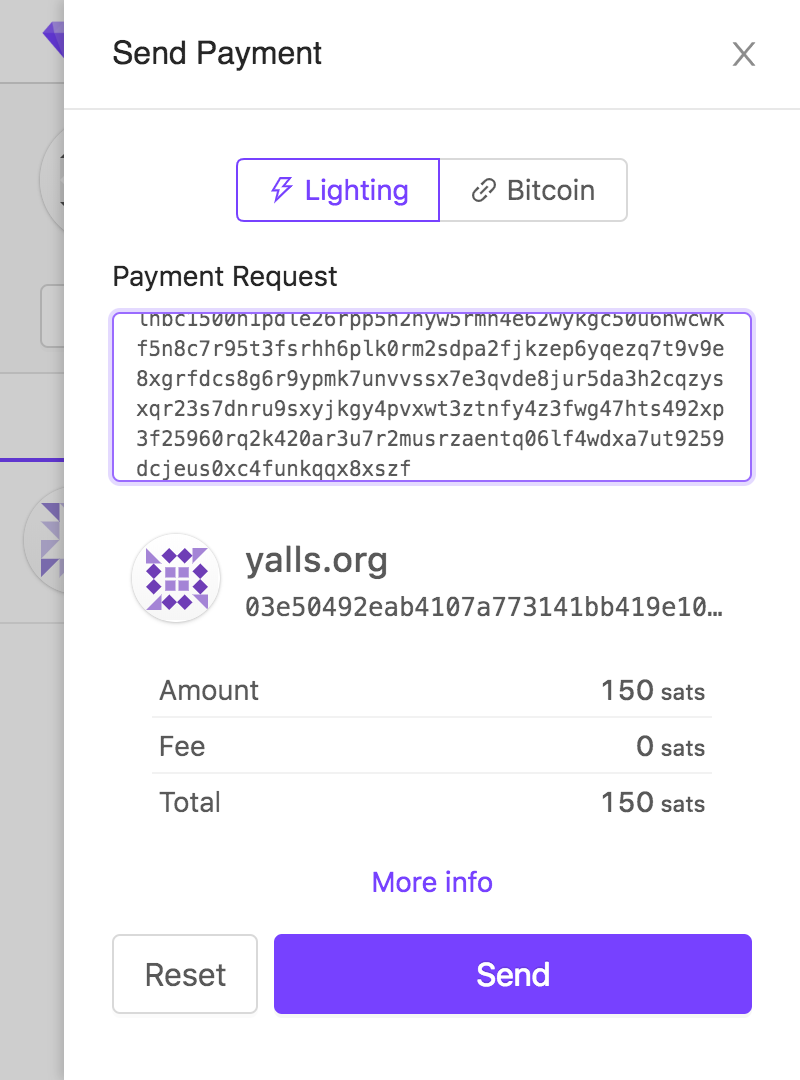 Send Payment
Lighting
Bitcoin
Payment Request
lnbc1500n1pdle26rpp5n2nyw5rmn4e62wykgc50u6nwcwk
f5n8c7r95t3fsrhh6plk0rm2sdpa2fjkzep6yqezq7t9v9e
8xgrfdcs8g6r9ypmk7unvvssx7e3qvde8jur5da3h2cqzys
xqr23s7dnru9sxyjkgy4pvxwt3ztnfy4z3fwg47hts492xp
3f25960rq2k420ar3u7r2musrzaentq06lf4wdxa7ut9259
dcjeus0xc4funkqqx8xszf
yalls.org
03e50492eab4107a773141bb419e10…
Amount 150 sats
Fee 0 sats
Total 150 sats
More info
Reset
Send